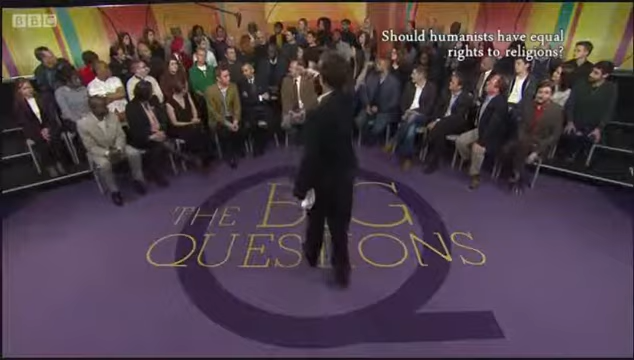 BBC
Should humanists have equal
rights to religions?
THE BIG
QUESTIONS